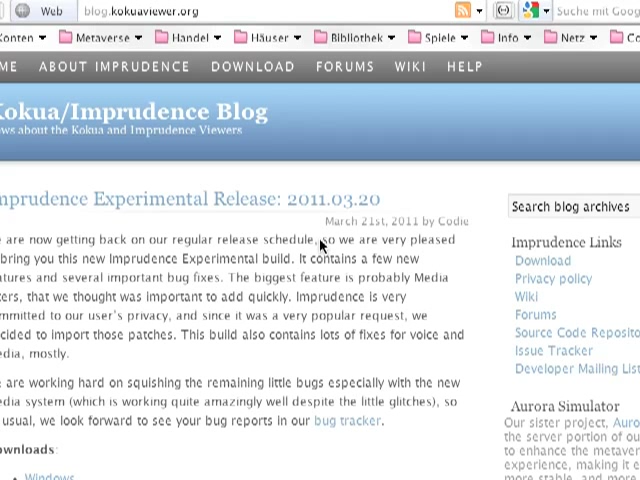 Web blog.kokuaviewer.org Suche mit Goog
Konten Metaverse Handel Häuser Bibliothek Spiele Info Netz Co
ME ABOUT IMPRUDENCE DOWNLOAD FORUMS WIKI HELP
Kokua/Imprudence Blog
ws about the Kokua and Imprudence Viewers
mprudence Experimental Release: 2011.03.20
March 21st, 2011 by Codie
Search blog archives
e are now getting back on our regular release schedule, so we are very pleased
bring you this new Imprudence Experimental build. It contains a few new
atures and several important bug fixes. The biggest feature is probably Media
ters, that we thought was important to add quickly. Imprudence is very
mmitted to our user's privacy, and since it was a very popular request, we
cided to import those patches. This build also contains lots of fixes for voice and
edia, mostly.
e are working hard on squishing the remaining little bugs especially with the new
edia system (which is working quite amazingly well despite the little glitches), so
usual, we look forward to see your bug reports in our bug tracker.
ownloads:
• Windows
Imprudence Links
Download
Privacy policy
Wiki
Forums
Source Code Reposito
Issue Tracker
Developer Mailing List
Aurora Simulator
Our sister project, Auro
the server portion of ou
to enhance the metaver
experience, making it e
more stable, and more